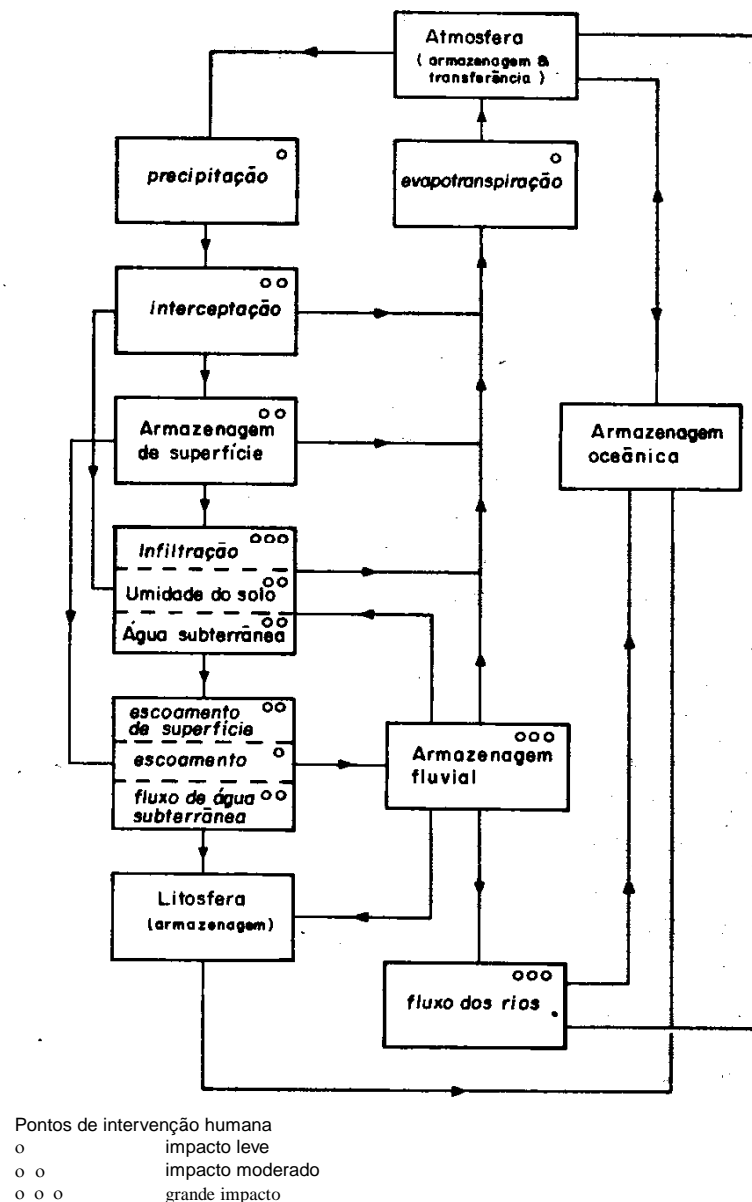 Atmosfera
( armazenagem &
transferência )
precipitação
evapotranspiração
interceptação
Armazenagem
de superfície
Armazenagem
oceânica
Infiltração
Umidade do solo
Água subterrânea
escoamento
de superfície
escoamento
fluxo de água
subterrânea
Armazenagem
fluvial
Litosfera
(armazenagem)
fluxo dos rios
Pontos de intervenção humana
o impacto leve
o o impacto moderado
o o o grande impacto